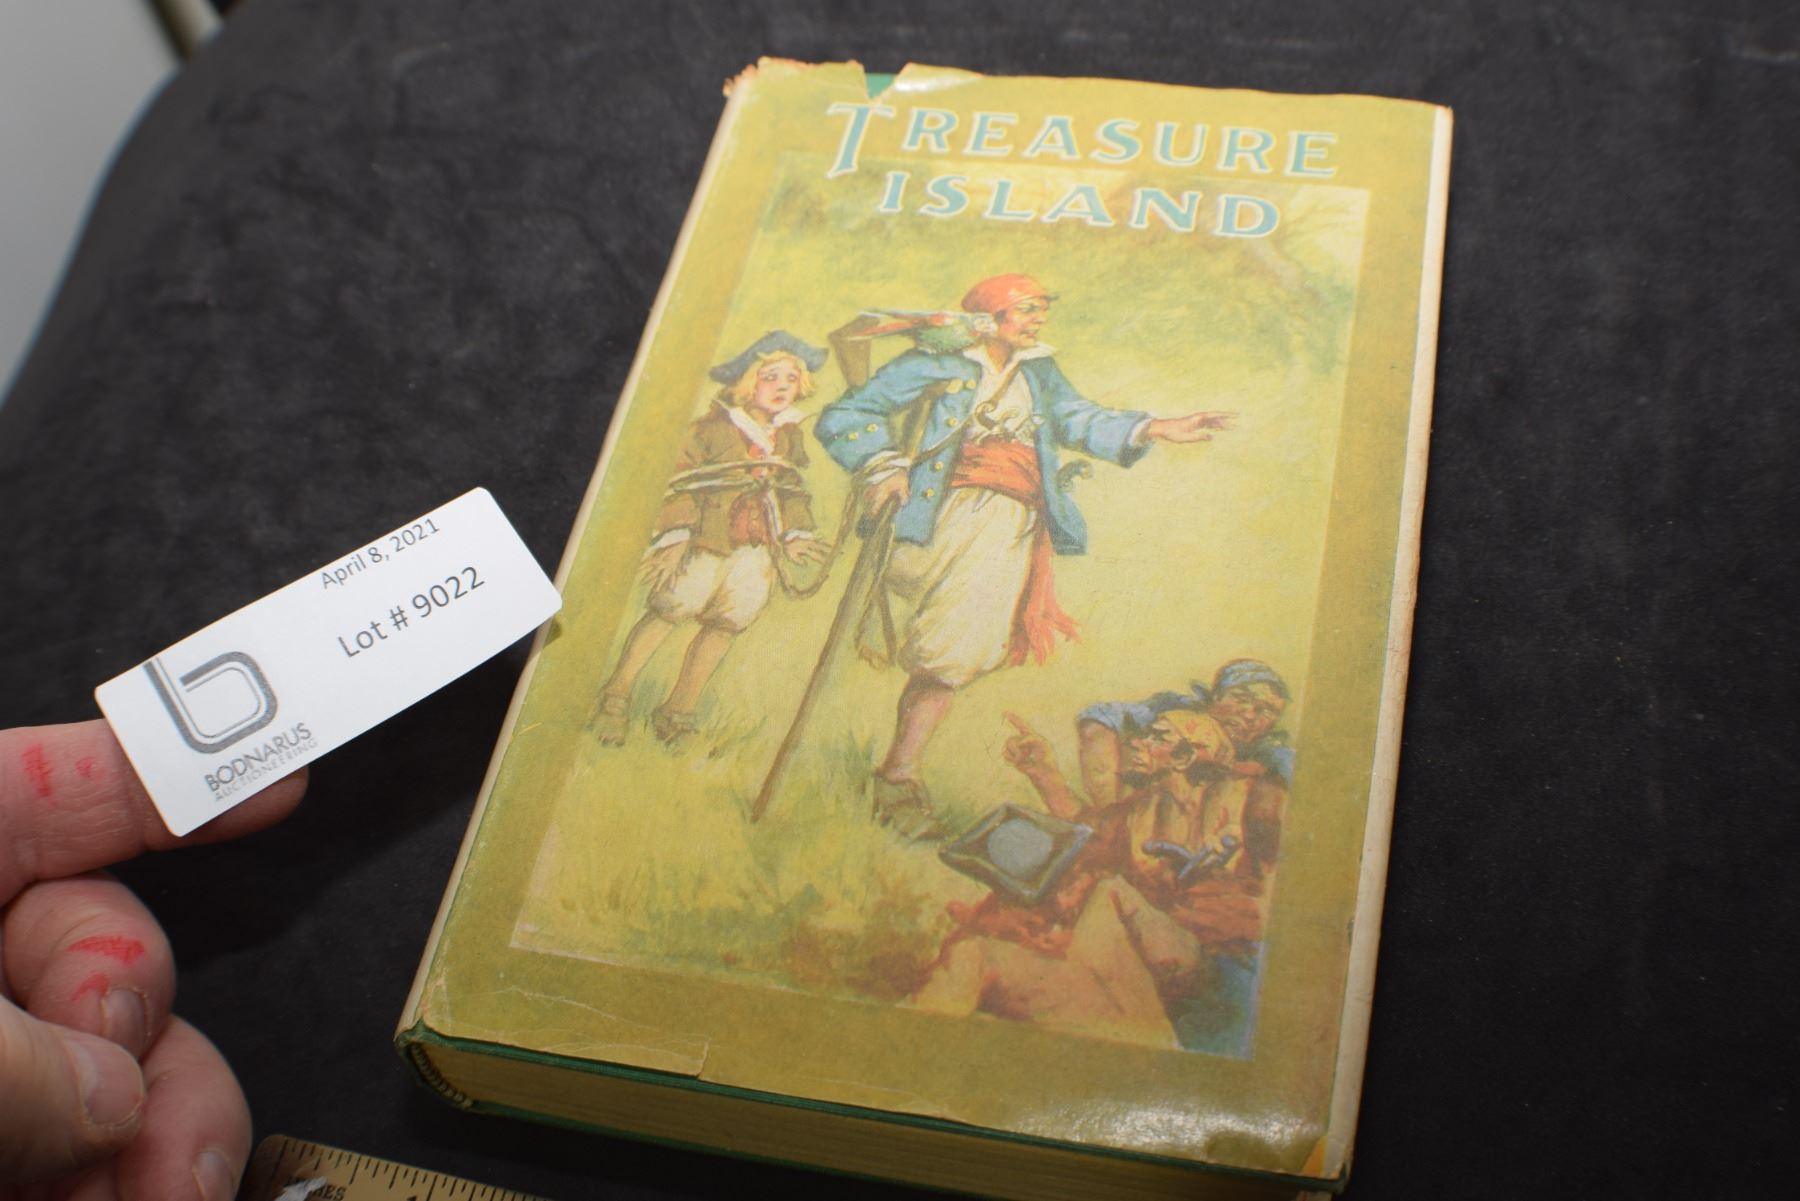 TREASURE
ISLAND
April 8, 2021
Lot # 9022
BODNARUS
AUCTIONEERING